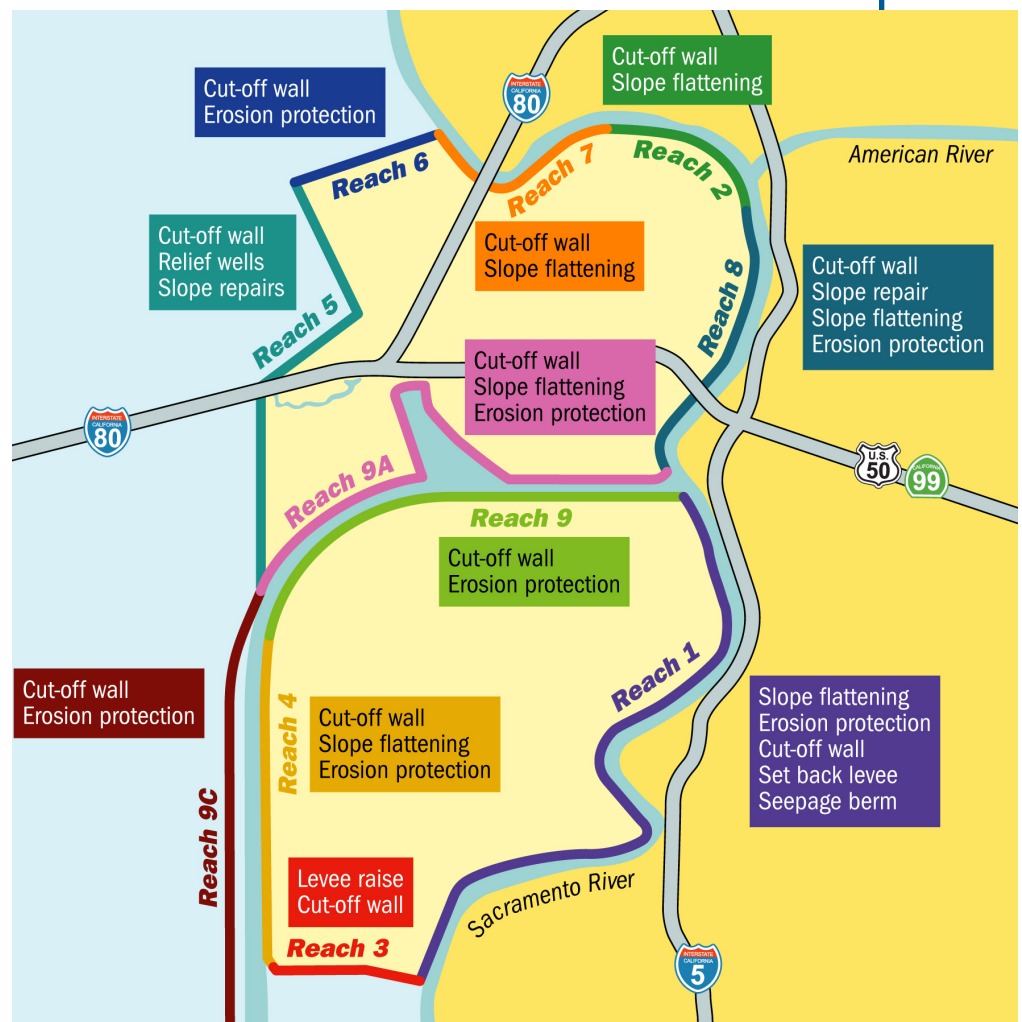 Cut-off wall
Slope flattening
INTERSTATE
CALIFORNIA
80
Cut-off wall
Erosion protection
American River
Reach 6
Reach 7
Reach 2
Cut-off wall
Relief wells
Slope repairs
Cut-off wall
Slope flattening
Cut-off wall
Slope repair
Slope flattening
Erosion protection
Reach 8
Reach 5
Cut-off wall
Slope flattening
Erosion protection
INTERSTATE
CALIFORNIA
80
U.S.
50
CALIFORNIA
99
Reach 9A
Reach 9
Cut-off wall
Erosion protection
Reach 1
Cut-off wall
Erosion protection
Reach 4
Cut-off wall
Slope flattening
Erosion protection
Slope flattening
Erosion protection
Cut-off wall
Set back levee
Seepage berm
Reach 9C
Levee raise
Cut-off wall
Reach 3
Sacramento River
INTERSTATE
CALIFORNIA
5